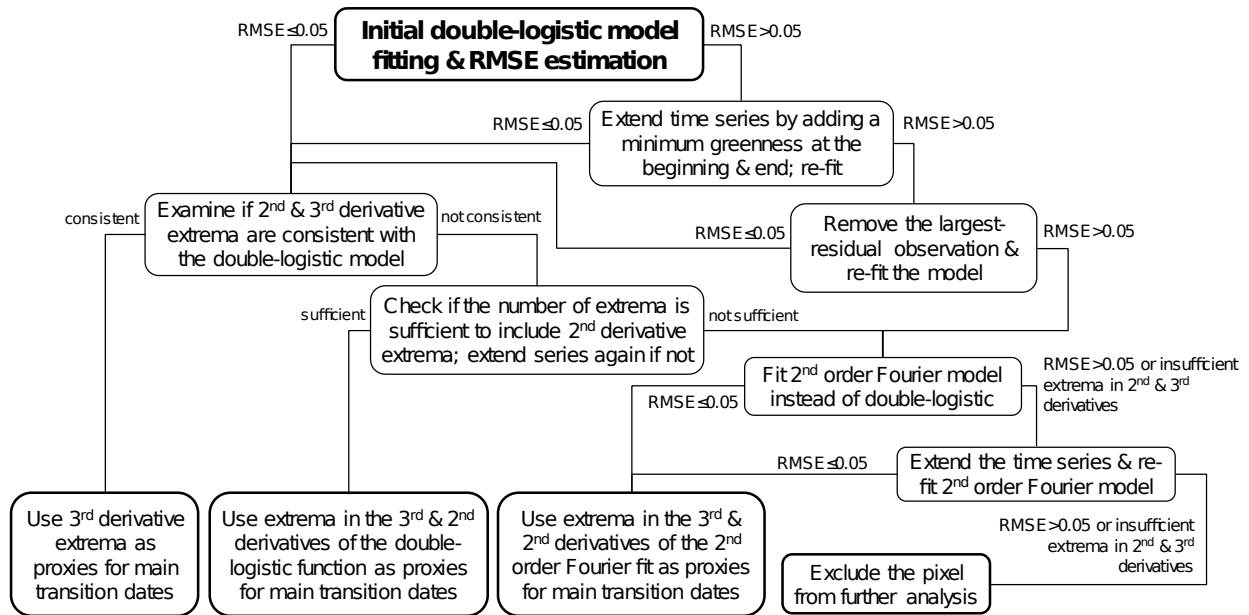 RMSE≤0.05
Initial double-logistic model
fitting & RMSE estimation
RMSE>0.05
RMSE≤0.05
Extend time series by adding a
minimum greenness at the
beginning & end; re-fit
RMSE>0.05
consistent
Examine if 2nd & 3rd derivative
extrema are consistent with
the double-logistic model
not consistent
RMSE≤0.05
Remove the largest-
residual observation &
re-fit the model
RMSE>0.05
sufficient
Check if the number of extrema is
sufficient to include 2nd derivative
extrema; extend series again if not
not sufficient
RMSE≤0.05
Fit 2nd order Fourier model
instead of double-logistic
RMSE>0.05 or insufficient
extrema in 2nd & 3rd
derivatives
RMSE≤0.05
Extend the time series & re-
fit 2nd order Fourier model
RMSE>0.05 or insufficient
extrema in 2nd & 3rd
derivatives
Use 3rd derivative
extrema as
proxies for main
transition dates
Use extrema in the 3rd & 2nd
derivatives of the double-
logistic function as proxies
for main transition dates
Use extrema in the 3rd &
2nd derivatives of the 2nd
order Fourier fit as proxies
for main transition dates
Exclude the pixel
from further analysis